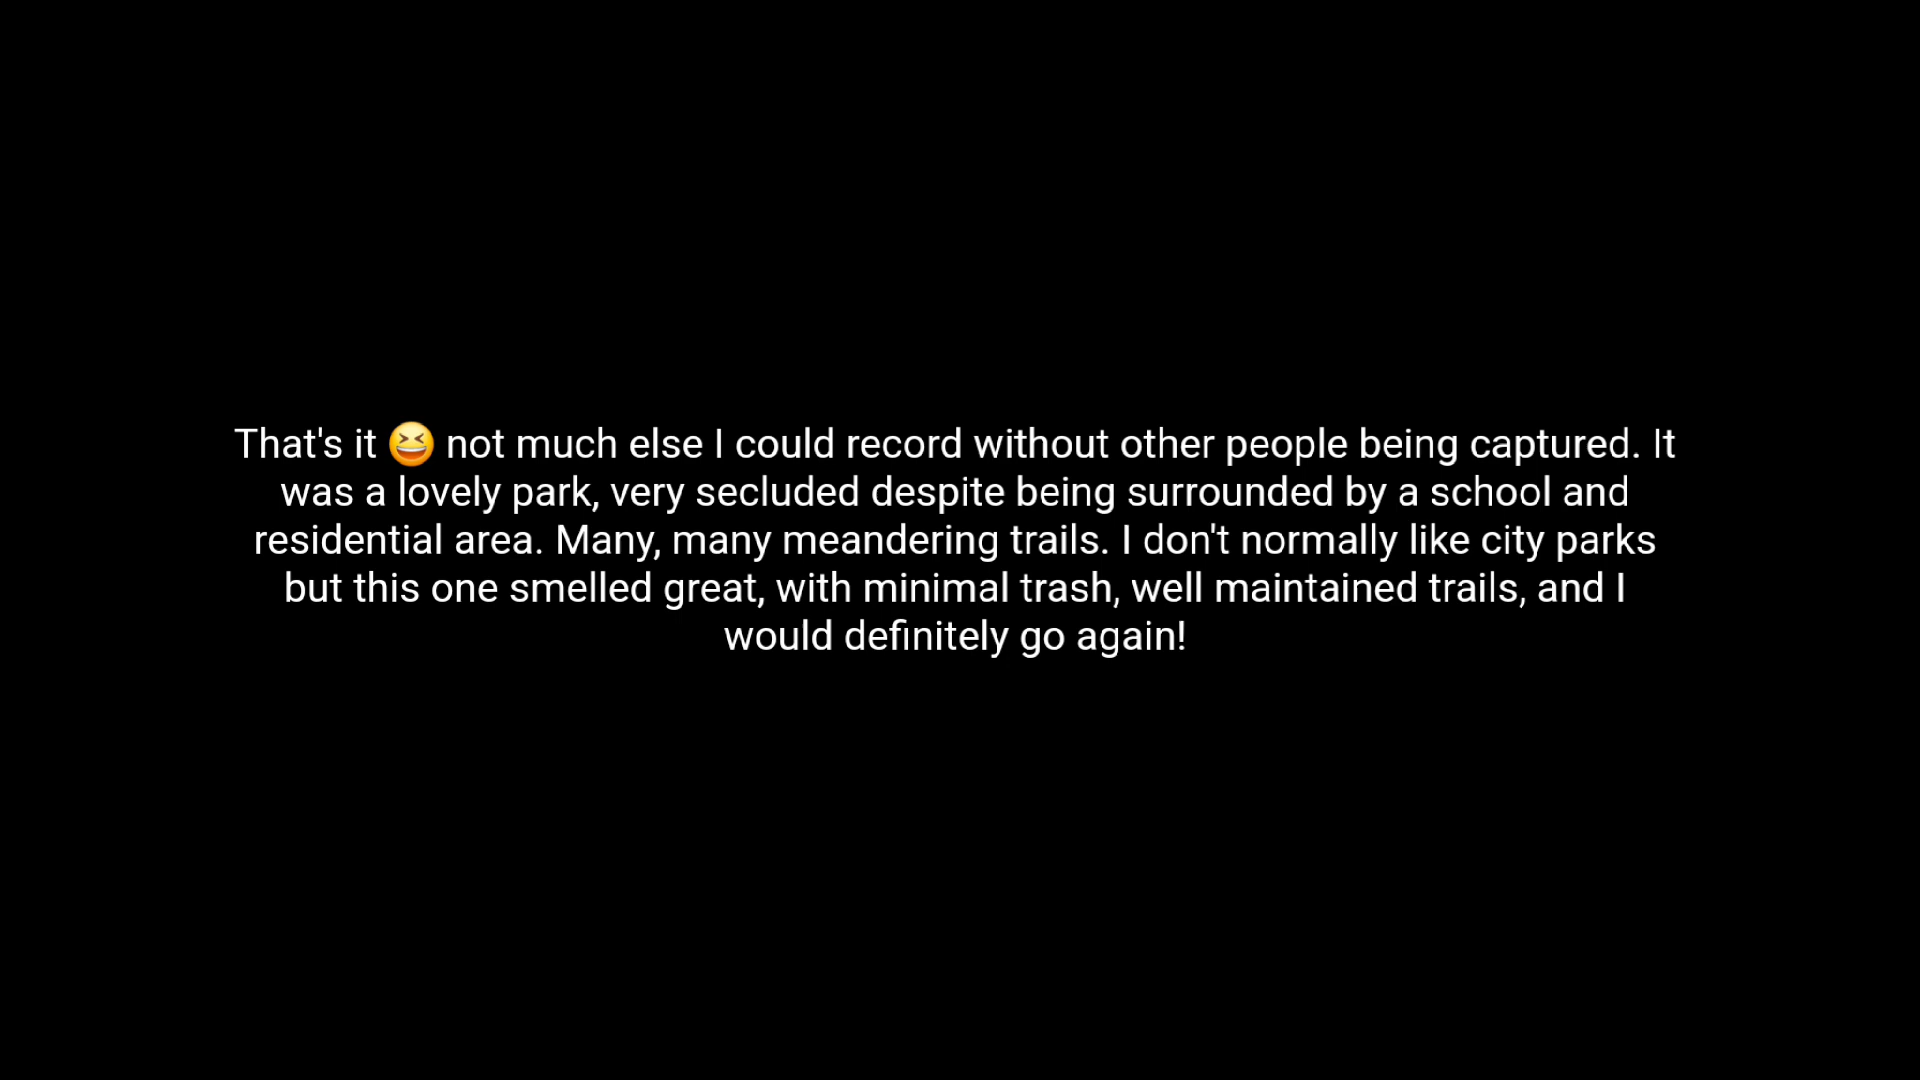 That's it 😆 not much else I could record without other people being captured. It
was a lovely park, very secluded despite being surrounded by a school and
residential area. Many, many meandering trails. I don't normally like city parks
but this one smelled great, with minimal trash, well maintained trails, and I
would definitely go again!